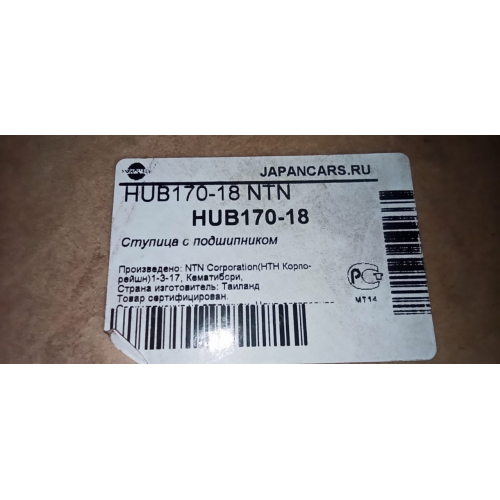 JAPANCARS.RU
HUB170-18 NTN
HUB170-18
Ступица с подшипником
Произведено: NTN Corporation(НТН Корпо-
рейшн)1-3-17, Кематибори,
Страна изготовитель: Таиланд
Товар сертифицирован.
МТ14